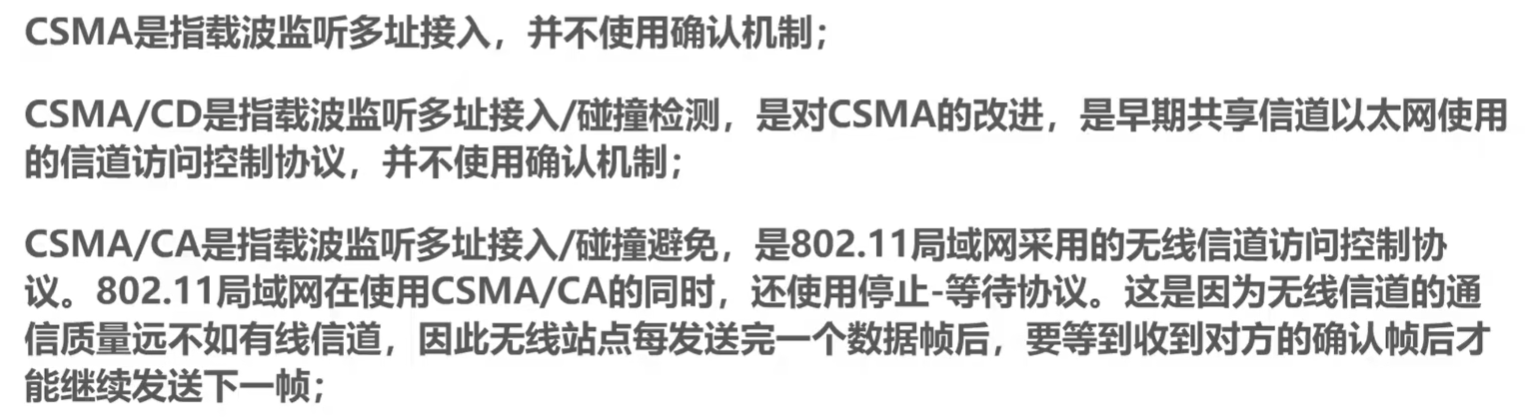 CSMA是指载波监听多址接入，并不使用确认机制；
CSMA/CD是指载波监听多址接入/碰撞检测，是对CSMA的改进，是早期共享信道以太网使用
的信道访问控制协议，并不使用确认机制；
CSMA/CA是指载波监听多址接入/碰撞避免，是802.11局域网采用的无线信道访问控制协
议。802.11局域网在使用CSMA/CA的同时，还使用停止-等待协议。这是因为无线信道的通
信质量远不如有线信道，因此无线站点每发送完一个数据帧后，要等到收到对方的确认帧后才
能继续发送下一帧；